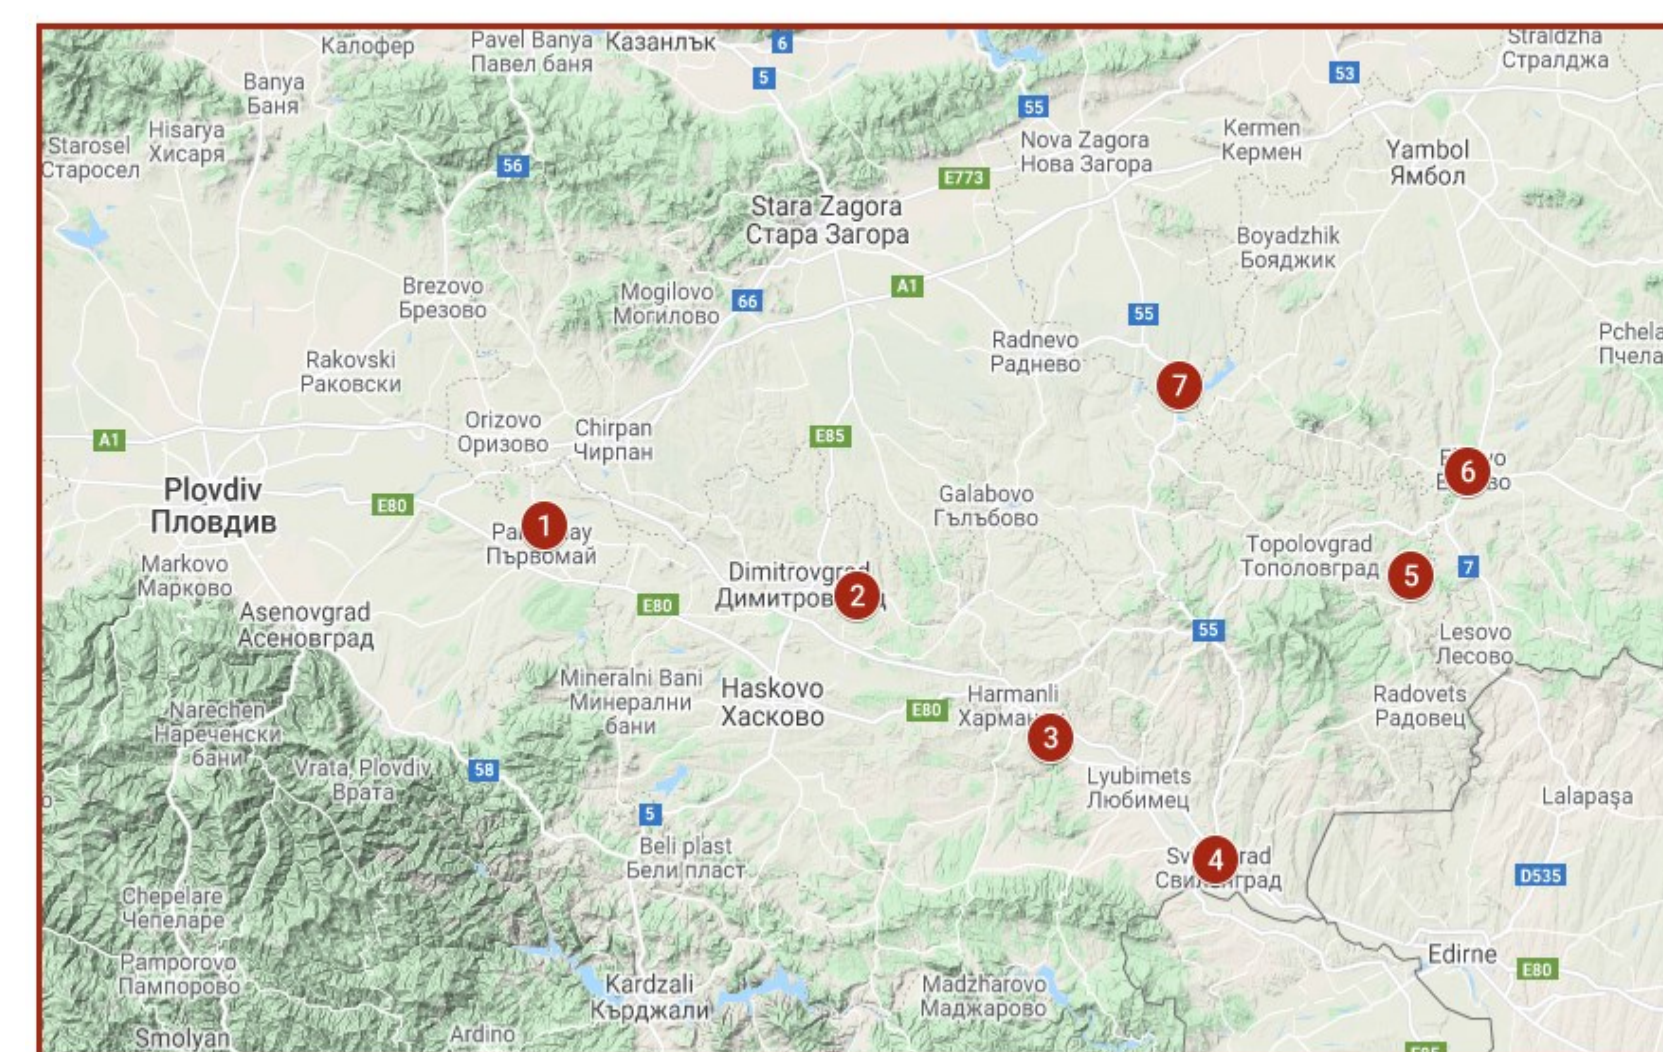 Калофер
Pavel Banya
Павел баня
Казанлък
6
5
Straldzha
Стралджа
53
Banya
Баня
55
Hisarya
Хисаря
Starosel
Старосел
56
Nova Zagora
Нова Загора
Kermen
Кермен
Yambol
Ямбол
E773
Stara Zagora
Стара Загора
Boyadzhik
Бояджик
Brezovo
Брезово
Mogilovo
Могилово
66
A1
55
Radnevo
Раднево
Pchela
Пчела
Rakovski
Раковски
7
Orizovo
Оризово
Chirpan
Чирпан
A1
E85
6
Plovdiv
Пловдив
E80
Galabovo
Гълъбово
1
Първомай
Markovo
Марково
Topolovgrad
Тополовград
5
7
Dimitrovgrad
2
E80
Asenovgrad
Асеновград
55
Lesovo
Лесово
Mineralni Bani
Минерални
бани
Haskovo
Хасково
E80
Harmanli
3
Radovets
Радовец
Narechen
Нареченски
бани
Vrata, Plovdiv
Врата
58
Lyubimets
Любимец
Lalapaşa
5
Beli plast
Бели пласт
4
Свиленград
D535
Chepelare
Чепеларе
Pamporovo
Пампорово
Edirne
E80
Kardzali
Кърджали
Madzharovo
Маджарово
Smolyan
Ardino